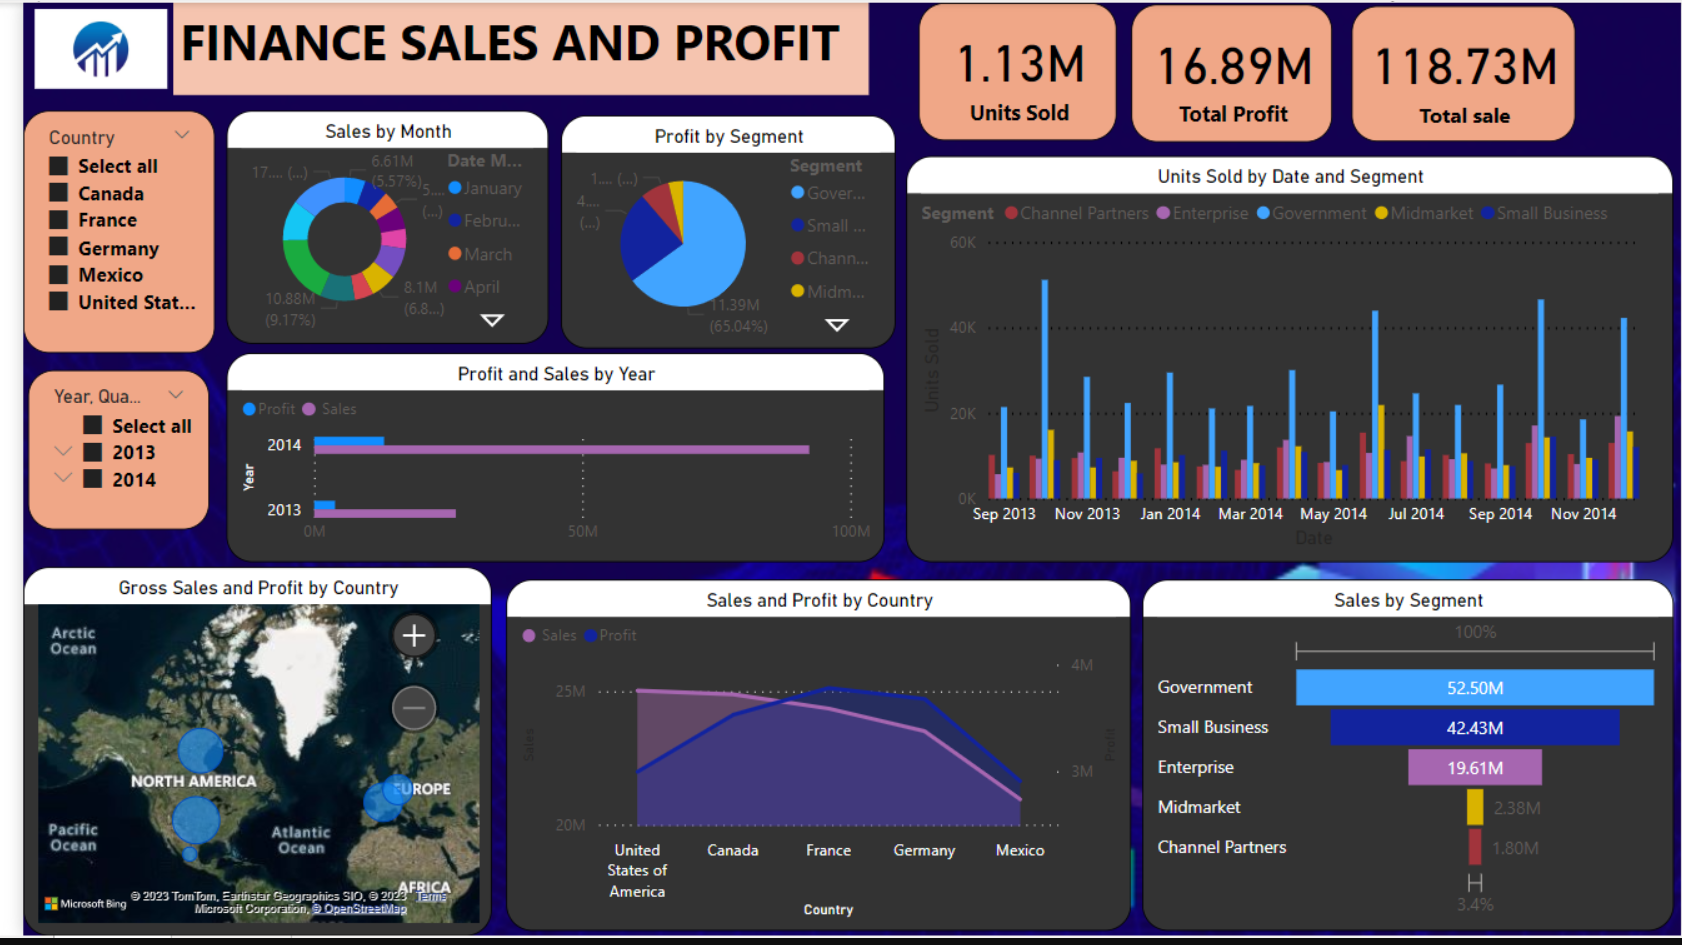 FINANCE SALES AND PROFIT
1.13M
Units Sold
16.89M
Total Profit
118.73M
Total sale
Country
Select all
Canada
France
Germany
Mexico
United Stat...
Year, Qua...
Select all
2013
2014
Sales by Month
17.... (...)
6.61M
(5.57%)
5....
(...)
8.1M
(6.8...)
10.88M
(9.17%)
Date M...
January
Febru...
March
April
Profit by Segment
1.... (...)
4....
(...)
11.39M
(65.04%)
Segment
Gover...
Small ...
Chann...
Midm...
Profit and Sales by Year
Profit Sales
Year
2014
2013
0M 50M 100M
Units Sold by Date and Segment
Segment Channel Partners Enterprise Government Midmarket Small Business
Units Sold
60K
40K
20K
0K
Sep 2013 Nov 2013 Jan 2014 Mar 2014 May 2014 Jul 2014 Sep 2014 Nov 2014
Date
Gross Sales and Profit by Country
Arctic
Ocean
NORTH AMERICA
EUROPE
Pacific
Ocean
Atlantic
Ocean
AFRICA
Microsoft Bing
© 2023 TomTom, Earthstar Geographics SIO, © 2023 Terms
Microsoft Corporation, © OpenStreetMap
Sales and Profit by Country
Sales Profit
Sales
25M
20M
4M
3M
Profit
United
States of
America
Canada
France
Germany
Mexico
Country
Sales by Segment
100%
Government 52.50M
Small Business 42.43M
Enterprise 19.61M
Midmarket 2.38M
Channel Partners 1.80M
3.4%